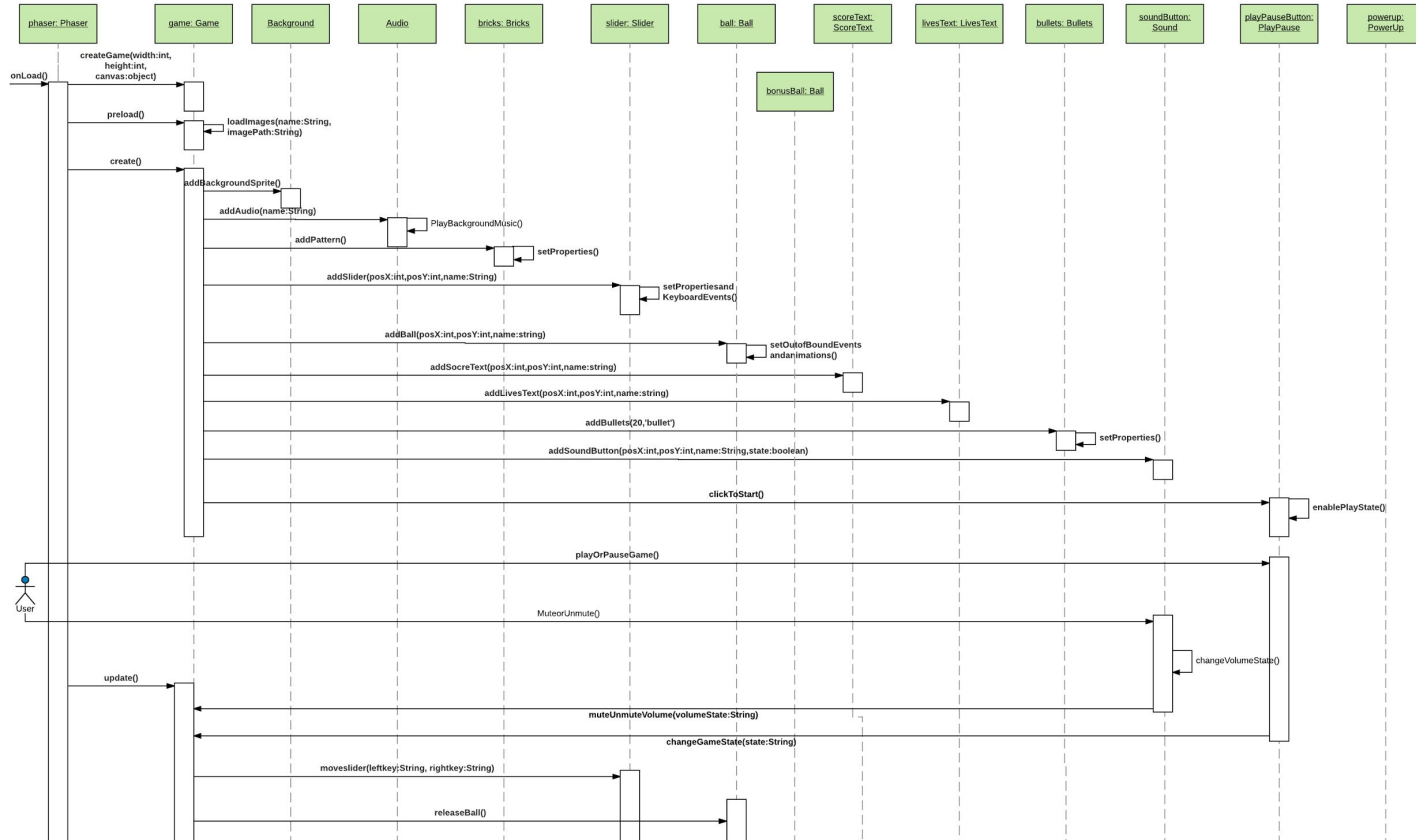 phaser: Phaser
game: Game
Background
Audio
bricks: Bricks
slider: Slider
ball: Ball
scoreText:
ScoreText
livesText: LivesText
bullets: Bullets
soundButton:
Sound
playPauseButton:
PlayPause
powerup:
PowerUp
createGame(width:int,
height:int,
canvas:object)
onLoad()
bonusBall: Ball
preload()
loadImages(name:String,
imagePath:String)
create()
addBackgroundSprite()
addAudio(name:String)
PlayBackgroundMusic()
addPattern()
setProperties()
addSlider(posX:int,posY:int,name:String)
setPropertiesand
KeyboardEvents()
addBall(posX:int,posY:int,name:string)
setOutofBoundEvents
andanimations()
addSocreText(posX:int,posY:int,name:string)
addLivesText(posX:int,posY:int,name:string)
addBullets(20,'bullet')
setProperties()
addSoundButton(posX:int,posY:int,name:String,state:boolean)
clickToStart()
enablePlayState()
playOrPauseGame()
User
MuteorUnmute()
changeVolumeState()
update()
muteUnmuteVolume(volumeState:String)
changeGameState(state:String)
moveslider(leftkey:String, rightkey:String)
releaseBall()